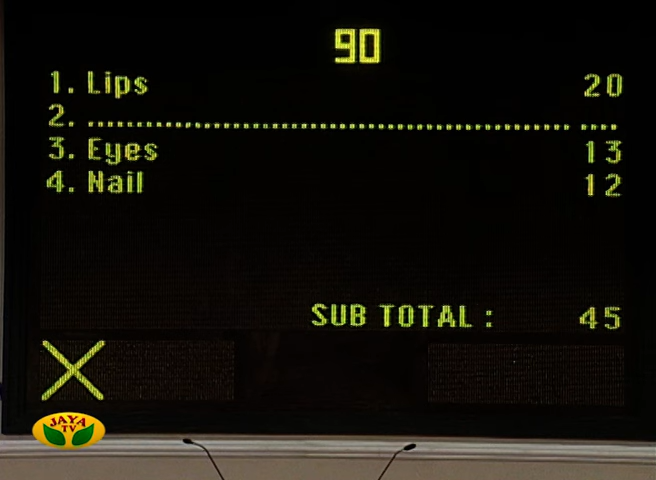 90
1. Lips 20
2. ........................................................................
3. Eyes 13
4. Nail 12
SUB TOTAL : 45
X
JAYA
TV